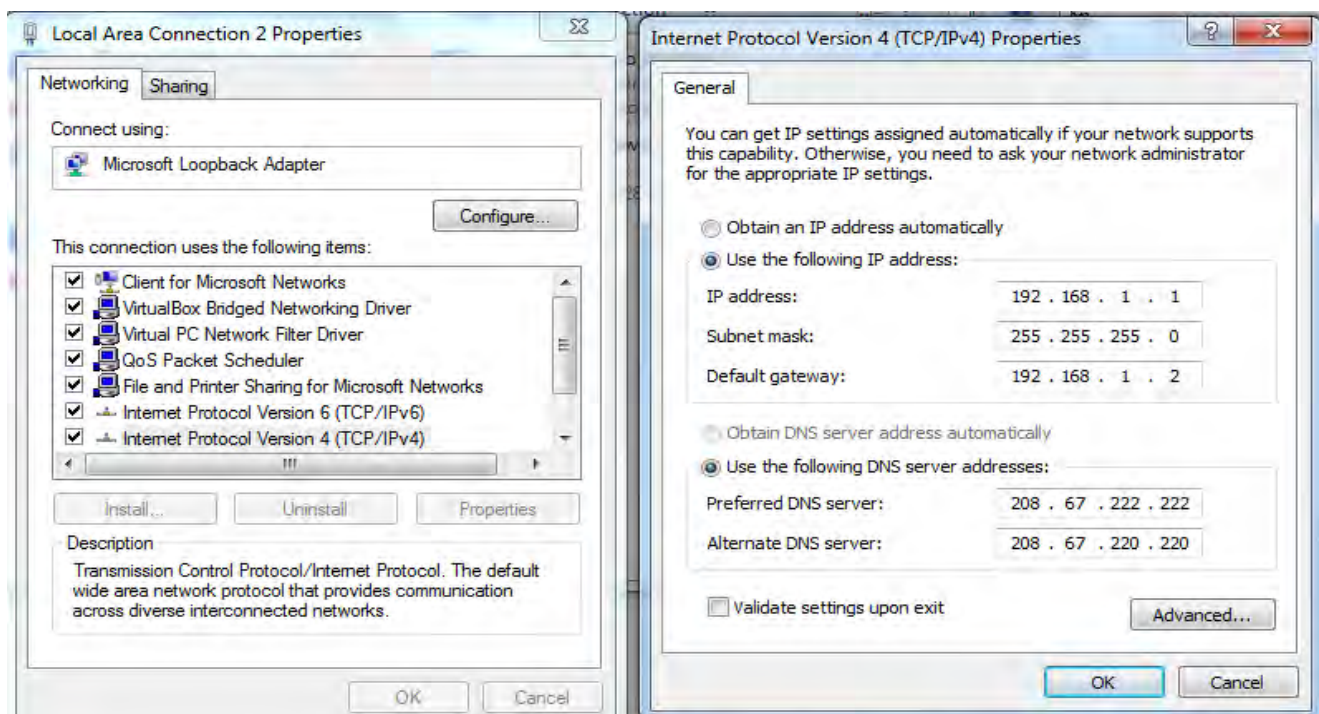 Local Area Connection 2 Properties
Networking
Sharing
Connect using:
Microsoft Loopback Adapter
Configure...
This connection uses the following items:
Client for Microsoft Networks
VirtualBox Bridged Networking Driver
Virtual PC Network Filter Driver
QoS Packet Scheduler
File and Printer Sharing for Microsoft Networks
Internet Protocol Version 6 (TCP/IPv6)
Internet Protocol Version 4 (TCP/IPv4)
Install... Uninstall Properties
Description
Transmission Control Protocol/Internet Protocol. The default
wide area network protocol that provides communication
across diverse interconnected networks.
OK Cancel
Internet Protocol Version 4 (TCP/IPv4) Properties
General
You can get IP settings assigned automatically if your network supports
this capability. Otherwise, you need to ask your network administrator
for the appropriate IP settings.
Obtain an IP address automatically
Use the following IP address:
IP address: 192 . 168 . 1 . 1
Subnet mask: 255 . 255 . 255 . 0
Default gateway: 192 . 168 . 1 . 2
Obtain DNS server address automatically
Use the following DNS server addresses:
Preferred DNS server: 208 . 67 . 222 . 222
Alternate DNS server: 208 . 67 . 220 . 220
Validate settings upon exit
Advanced...
OK Cancel